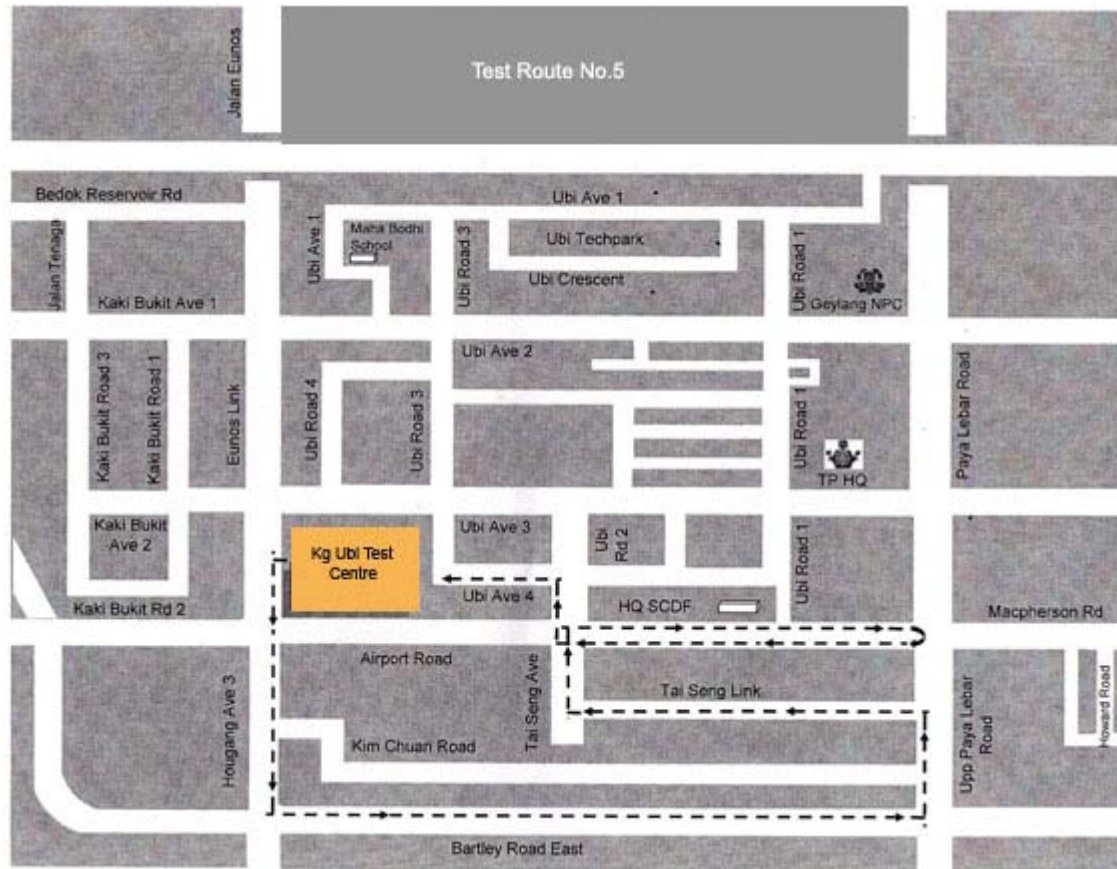 Jalan Eunos
Test Route No.5
Bedok Reservoir Rd
Ubi Ave 1
Jalan Tenaga
Ubi Ave 1
Maha Bodhi
School
Ubi Road 3
Ubi Techpark
Ubi Crescent
Ubi Road 1
Geylang NPC
Kaki Bukit Ave 1
Kaki Bukit Road 3
Kaki Bukit Road 1
Eunos Link
Ubi Road 4
Ubi Road 3
Ubi Ave 2
Ubi Road 1
Paya Lebar Road
TP HQ
Kaki Bukit
Ave 2
Kg Ubi Test
Centre
Ubi Ave 3
Ubi
Rd 2
Ubi Road 1
Kaki Bukit Rd 2
Ubi Ave 4
HQ SCDF
Macpherson Rd
Hougang Ave 3
Airport Road
Tai Seng Ave
Tai Seng Link
Upp Paya Lebar
Road
Howard Road
Kim Chuan Road
Bartley Road East